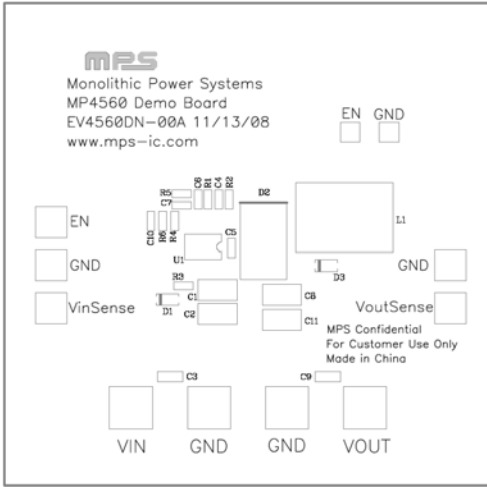 mps
Monolithic Power Systems
MP4560 Demo Board
EV4560DN-00A 11/13/08
www.mps-ic.com
EN GND
R5
C7
C6
R1
C4
R2
D2
L1
EN
C10
R6
R4
U1
C5
GND
R3
D3
GND
VinSense
D1
C1
C2
C8
C11
VoutSense
MPS Confidential
For Customer Use Only
Made in China
C3
C9
VIN GND GND VOUT